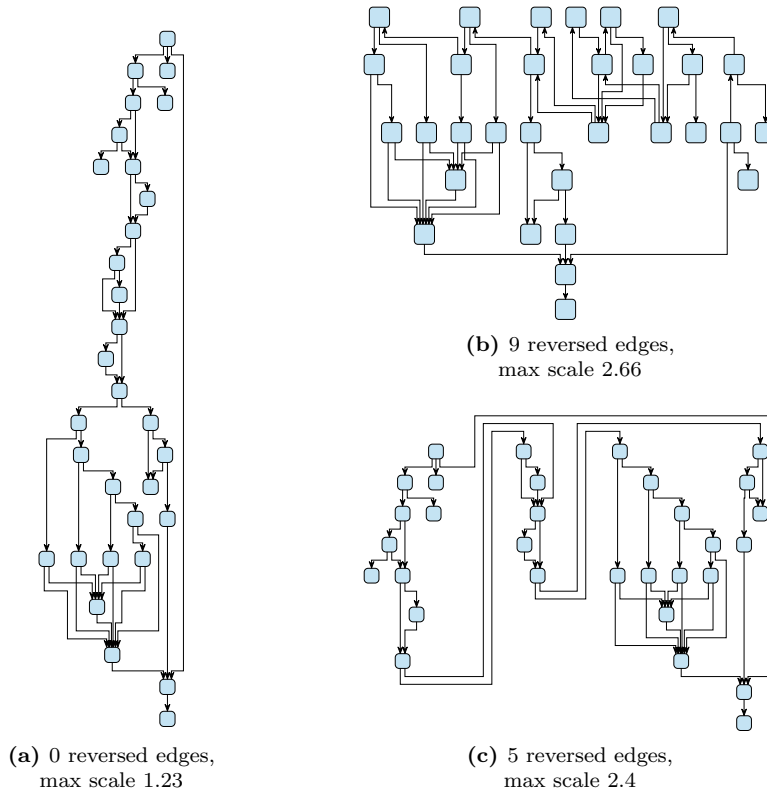 (b) 9 reversed edges,
max scale 2.66
(a) 0 reversed edges,
max scale 1.23
(c) 5 reversed edges,
max scale 2.4